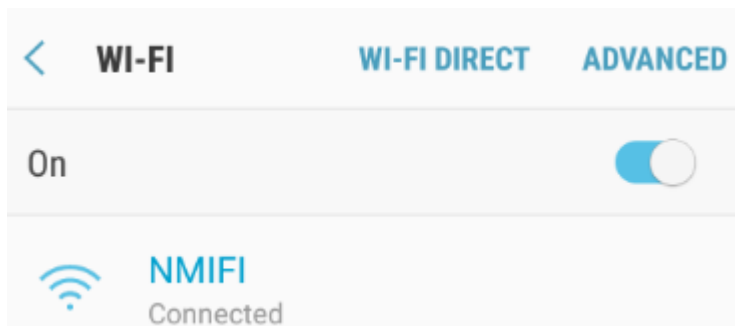 WI-FI WI-FI DIRECT ADVANCED
On
NMIFI
Connected